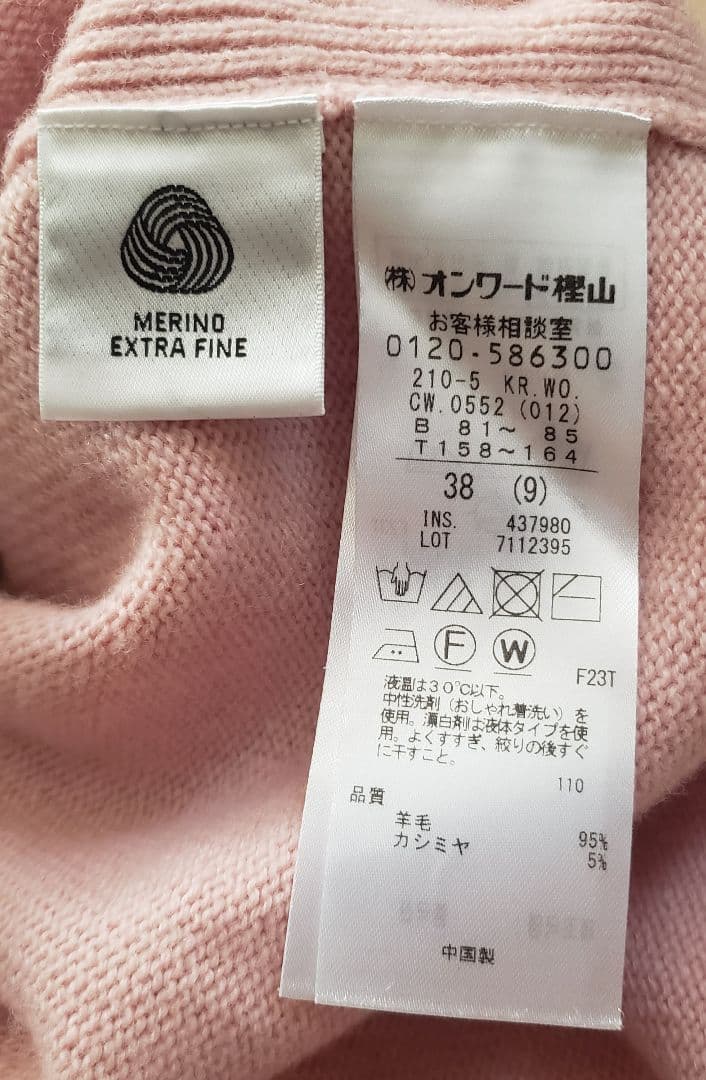 MERINO
EXTRA FINE
(株)オンワード樫山
お客様相談室
0120-586300
210-5 KR.WO.
CW.0552 (012)
B 81～ 85
T158～164
38 (9)
INS. 437980
LOT 7112395
F W
F23T
液温は30℃以下。
中性洗剤（おしゃれ着洗い）を
使用。漂白剤は液体タイプを使
用。よくすすぎ、絞りの後すぐ
に干すこと。
110
品質
羊毛 95%
カシミヤ 5%
中国製